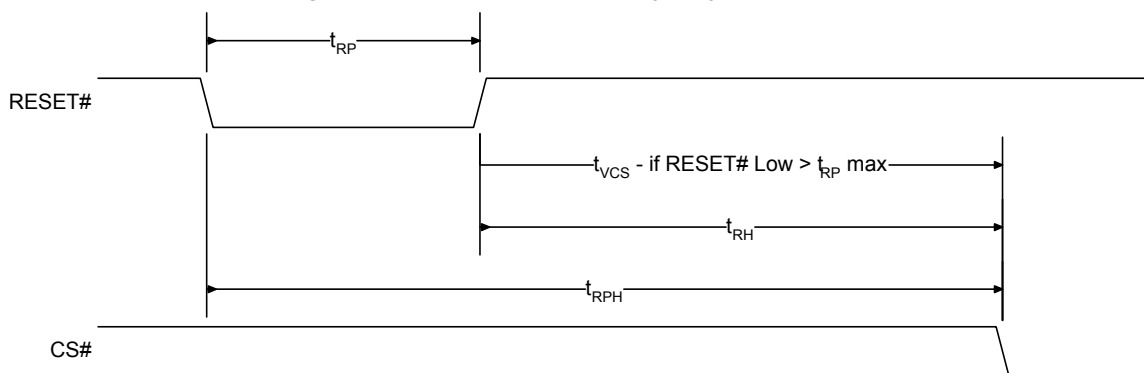 tRP
RESET#
tVCS - if RESET# Low > tRP max
tRH
tRPH
CS#